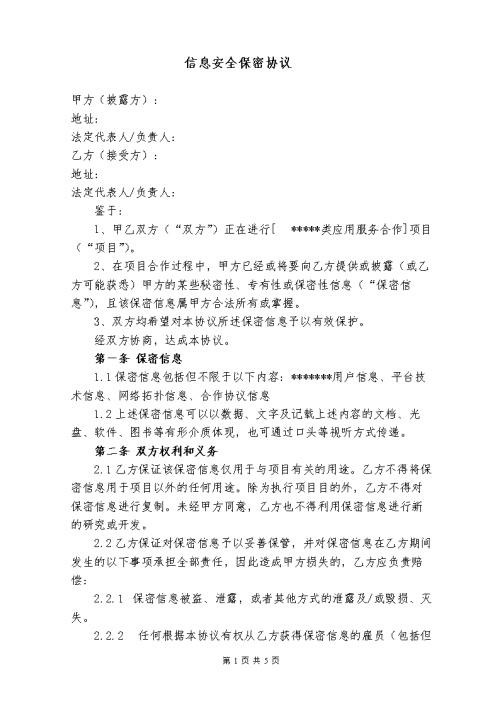 信息安全保密协议
甲方（披露方）：
地址：
法定代表人/负责人：
乙方（接受方）：
地址：
法定代表人/负责人：
鉴于：
1、甲乙双方（“双方”）正在进行[ *****类应用服务合作]项目
（“项目”）。
2、在项目合作过程中，甲方已经或将要向乙方提供或披露（或乙
方可能获悉）甲方的某些秘密性、专有性或保密性信息（“保密信
息”），且该保密信息属甲方合法所有或掌握。
3、双方均希望对本协议所述保密信息予以有效保护。
经双方协商，达成本协议。
第一条 保密信息
1.1保密信息包括但不限于以下内容：*******用户信息、平台技
术信息、网络拓扑信息、合作协议信息
1.2上述保密信息可以以数据、文字及记载上述内容的文档、光
盘、软件、图书等有形介质体现，也可通过口头等视听方式传递。
第二条 双方权利和义务
2.1乙方保证该保密信息仅用于与项目有关的用途。乙方不得将保
密信息用于项目以外的任何用途。除为执行项目目的外，乙方不得对
保密信息进行复制。未经甲方同意，乙方也不得利用保密信息进行新
的研究或开发。
2.2乙方保证对保密信息予以妥善保管，并对保密信息在乙方期间
发生的以下事项承担全部责任，因此造成甲方损失的，乙方应负责赔
偿：
2.2.1 保密信息被盗、泄露，或者其他方式的泄露及/或毁损、灭
失。
2.2.2 任何根据本协议有权从乙方获得保密信息的雇员（包括但
第1页共5页